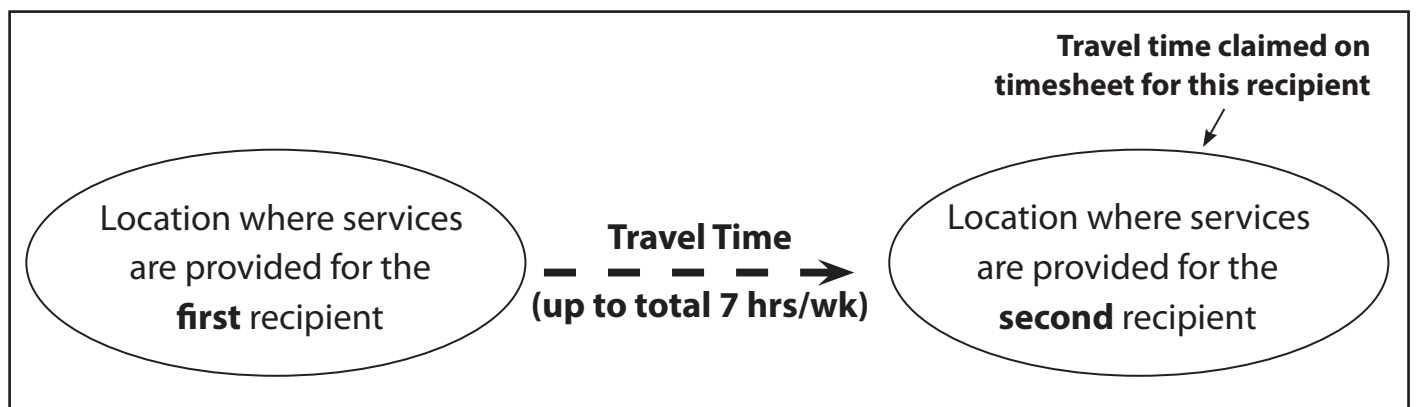 Travel time claimed on
timesheet for this recipient
Location where services
are provided for the
first recipient
Travel Time
(up to total 7 hrs/wk)
Location where services
are provided for the
second recipient